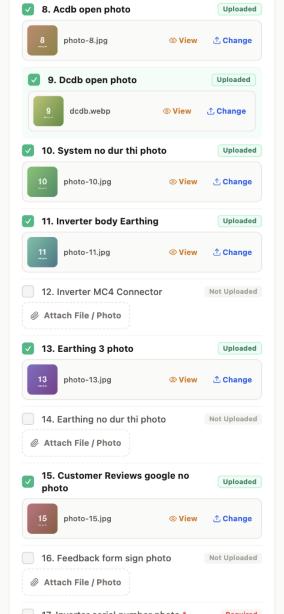 8. Acdb open photo
Uploaded
8
photo-8.jpg
View
Change
9. Dcdb open photo
Uploaded
9
dcdb.webp
View
Change
10. System no dur thi photo
Uploaded
10
photo-10.jpg
View
Change
11. Inverter body Earthing
Uploaded
11
photo-11.jpg
View
Change
12. Inverter MC4 Connector
Not Uploaded
Attach File / Photo
13. Earthing 3 photo
Uploaded
13
photo-13.jpg
View
Change
14. Earthing no dur thi photo
Not Uploaded
Attach File / Photo
15. Customer Reviews google no
photo
Uploaded
15
photo-15.jpg
View
Change
16. Feedback form sign photo
Not Uploaded
Attach File / Photo
17. Inverter serial number photo *
Required